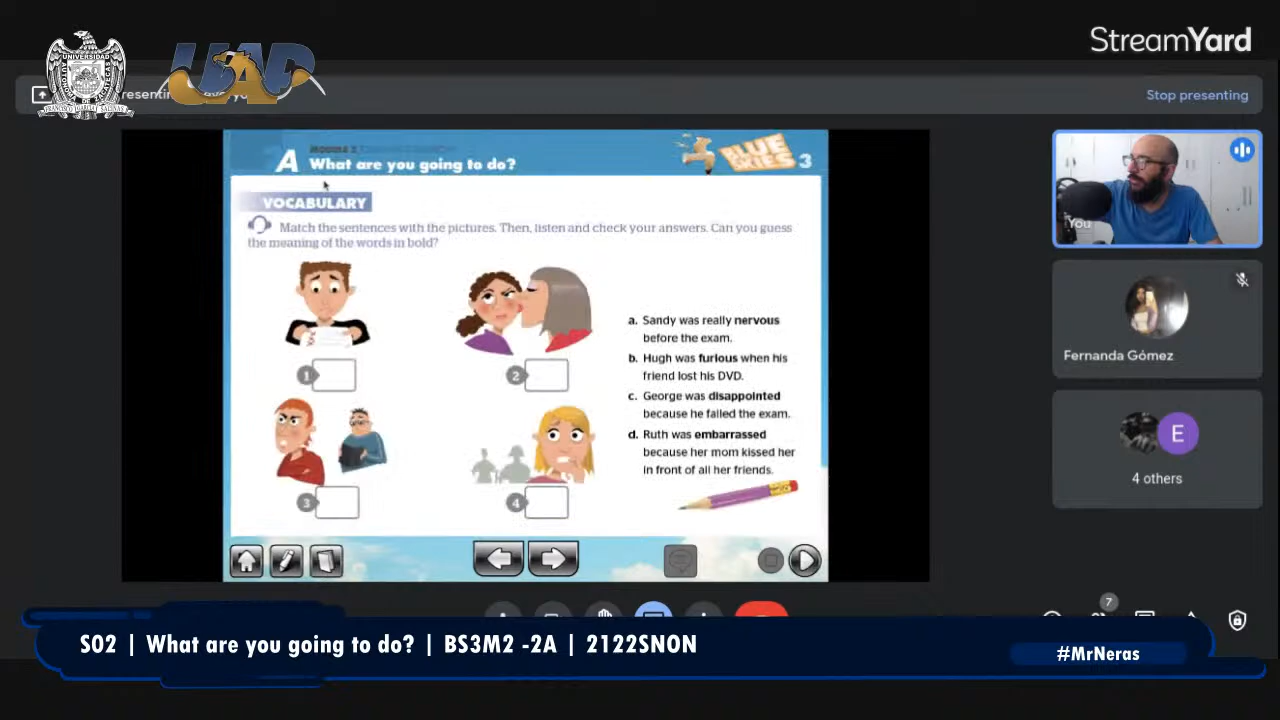 StreamYard
UNIVERSIDAD
UAP
Stop presenting
A What are you going to do?
BLUE
SKIES 3
VOCABULARY
Match the sentences with the pictures. Then, listen and check your answers. Can you guess
the meaning of the words in bold?
a. Sandy was really nervous
before the exam.
b. Hugh was furious when his
friend lost his DVD.
c. George was disappointed
because he failed the exam.
d. Ruth was embarrassed
because her mom kissed her
in front of all her friends.
1
2
3
4
You
Fernanda Gómez
E
4 others
7
S02 | What are you going to do? | BS3M2 -2A | 2122SNON
#MrNeras